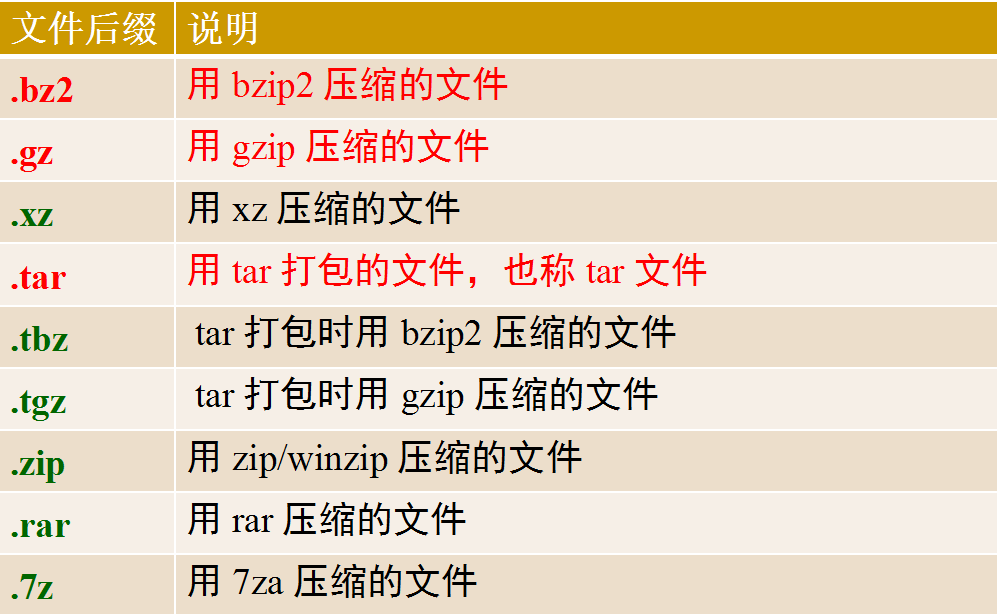 文件后缀 说明
.bz2 用 bzip2 压缩的文件
.gz 用 gzip 压缩的文件
.xz 用 xz 压缩的文件
.tar 用 tar 打包的文件，也称 tar 文件
.tbz tar 打包时用 bzip2 压缩的文件
.tgz tar 打包时用 gzip 压缩的文件
.zip 用 zip/winzip 压缩的文件
.rar 用 rar 压缩的文件
.7z 用 7za 压缩的文件